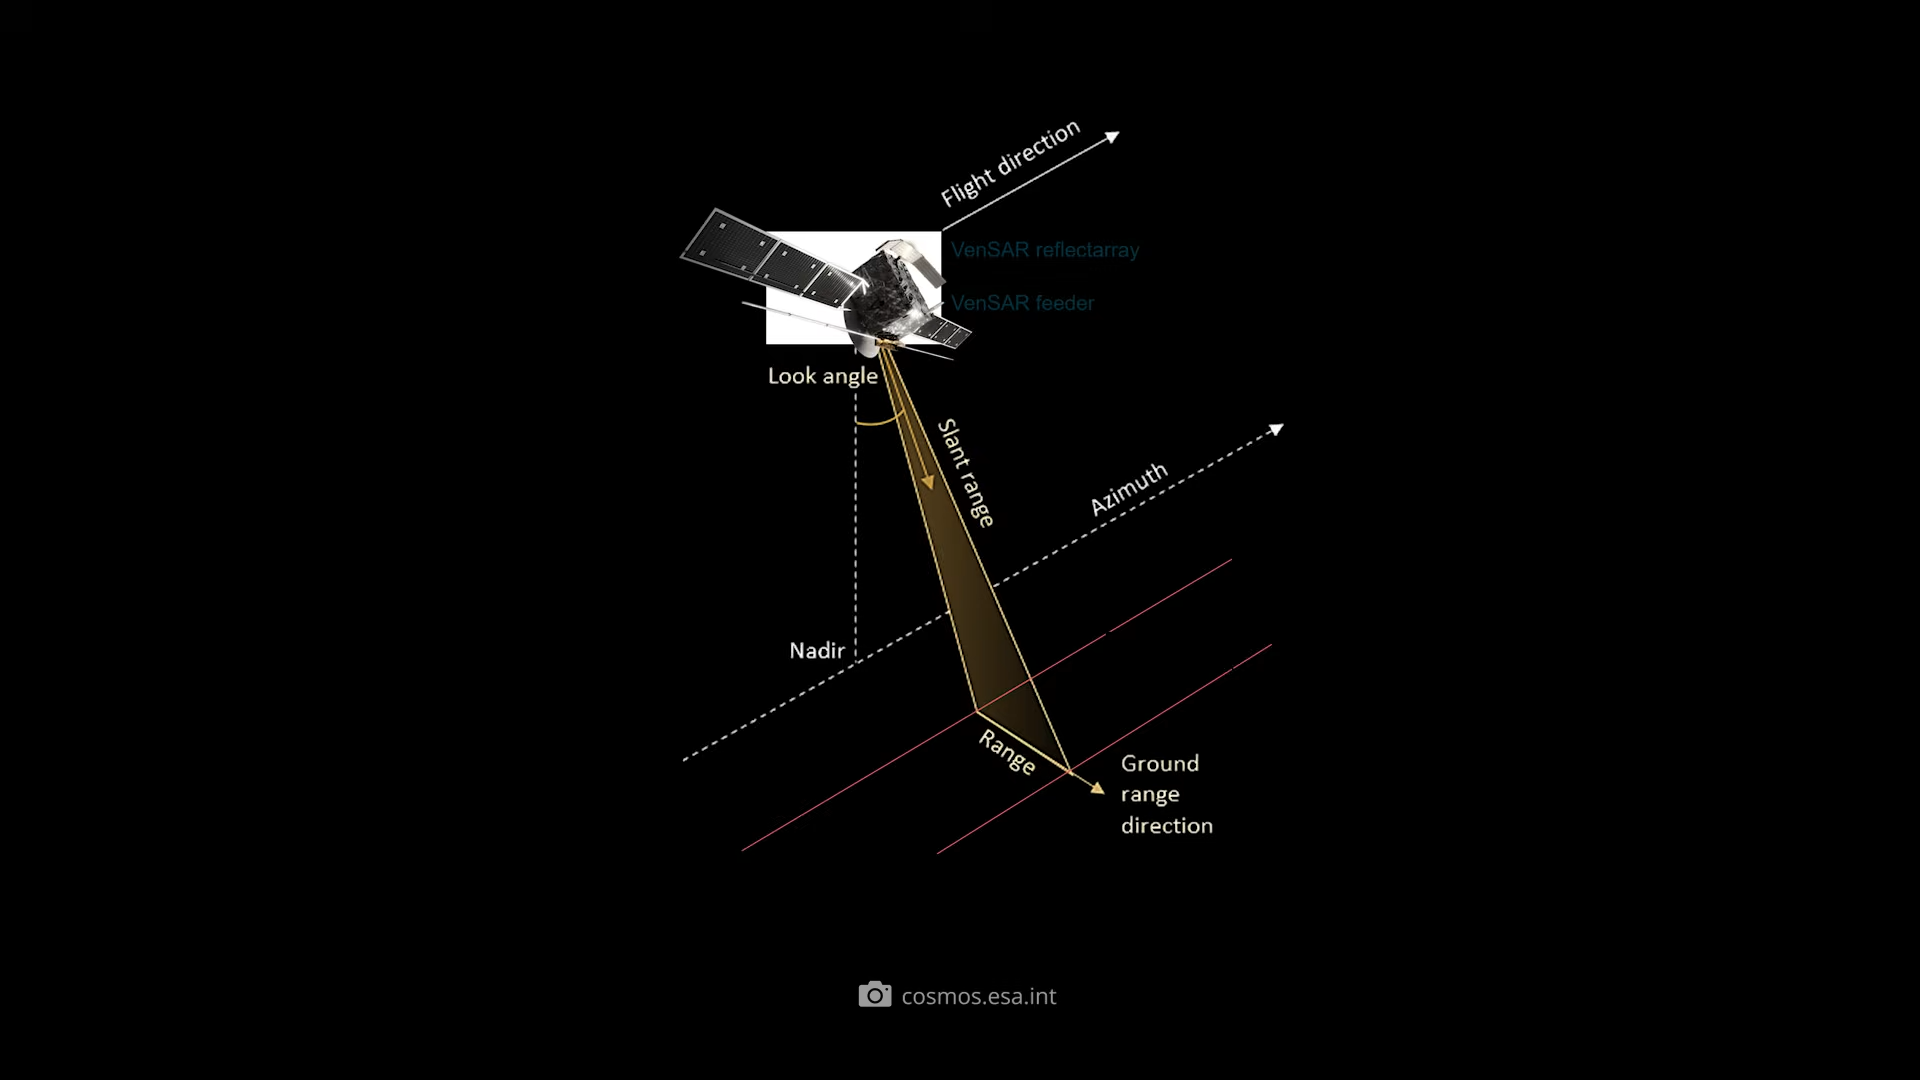 Flight direction
VenSAR reflectarray
VenSAR feeder
Look angle
Slant range
Azimuth
Nadir
Range
Ground
range
direction
cosmos.esa.int